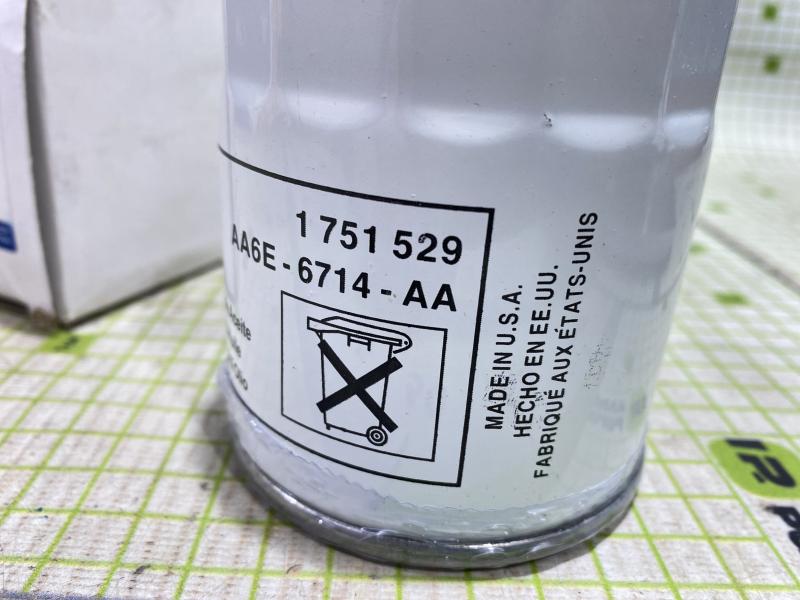 1 751 529
AA6E - 6714 - AA
MADE IN U.S.A.
HECHO EN EE.UU.
FABRIQUÉ AUX ÉTATS-UNIS